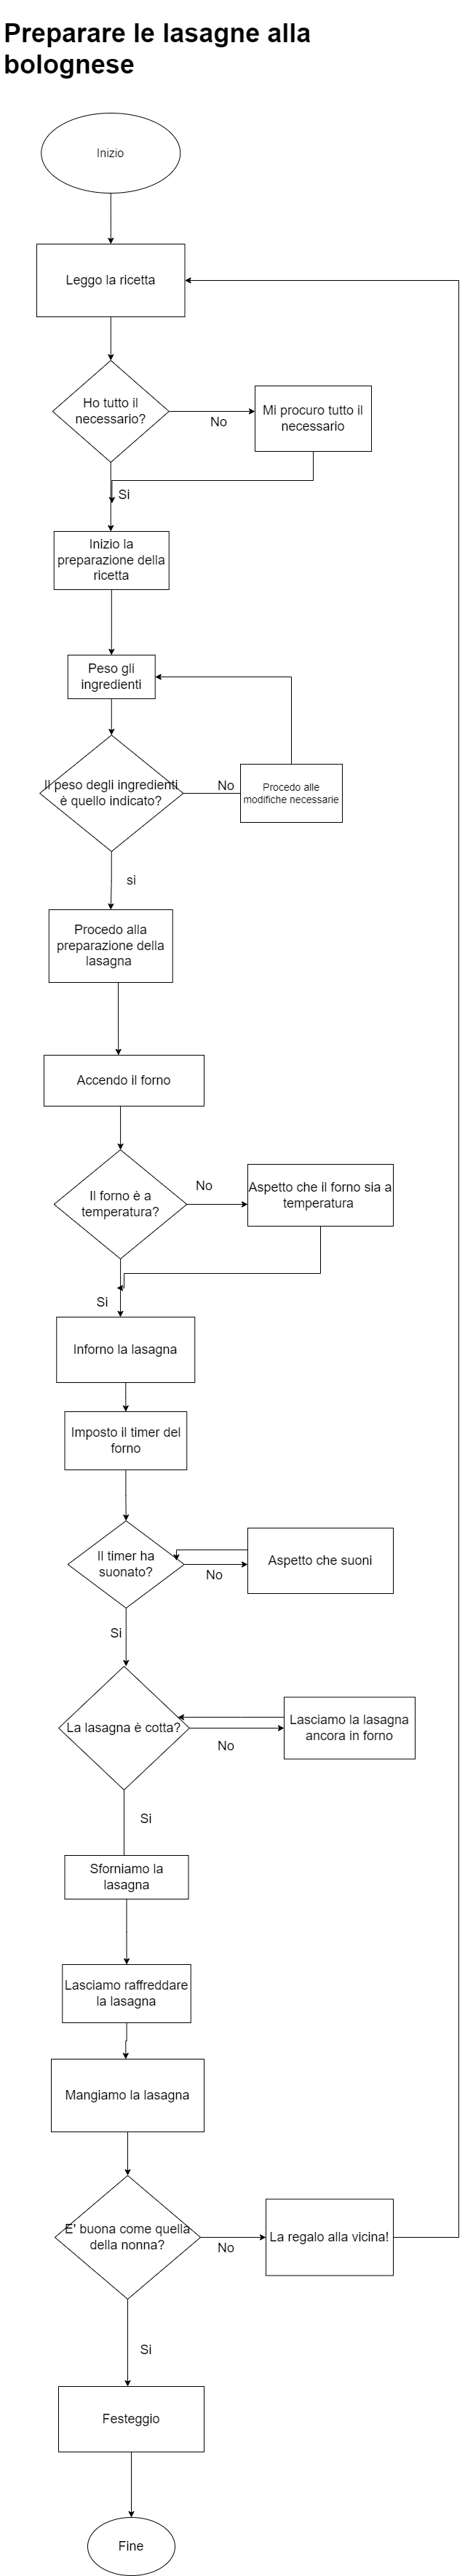 Preparare le lasagne alla
bolognese
Inizio
Leggo la ricetta
Ho tutto il
necessario?
No
Mi procuro tutto il
necessario
Si
Inizio la
preparazione della
ricetta
Peso gli
ingredienti
Il peso degli ingredienti
è quello indicato?
No
Procedo alle
modifiche necessarie
si
Procedo alla
preparazione della
lasagna
Accendo il forno
Il forno è a
temperatura?
No
Aspetto che il forno sia a
temperatura
Si
Inforno la lasagna
Imposto il timer del
forno
Il timer ha
suonato?
No
Aspetto che suoni
Si
La lasagna è cotta?
No
Lasciamo la lasagna
ancora in forno
Si
Sforniamo la
lasagna
Lasciamo raffreddare
la lasagna
Mangiamo la lasagna
E' buona come quella
della nonna?
No
La regalo alla vicina!
Si
Festeggio
Fine